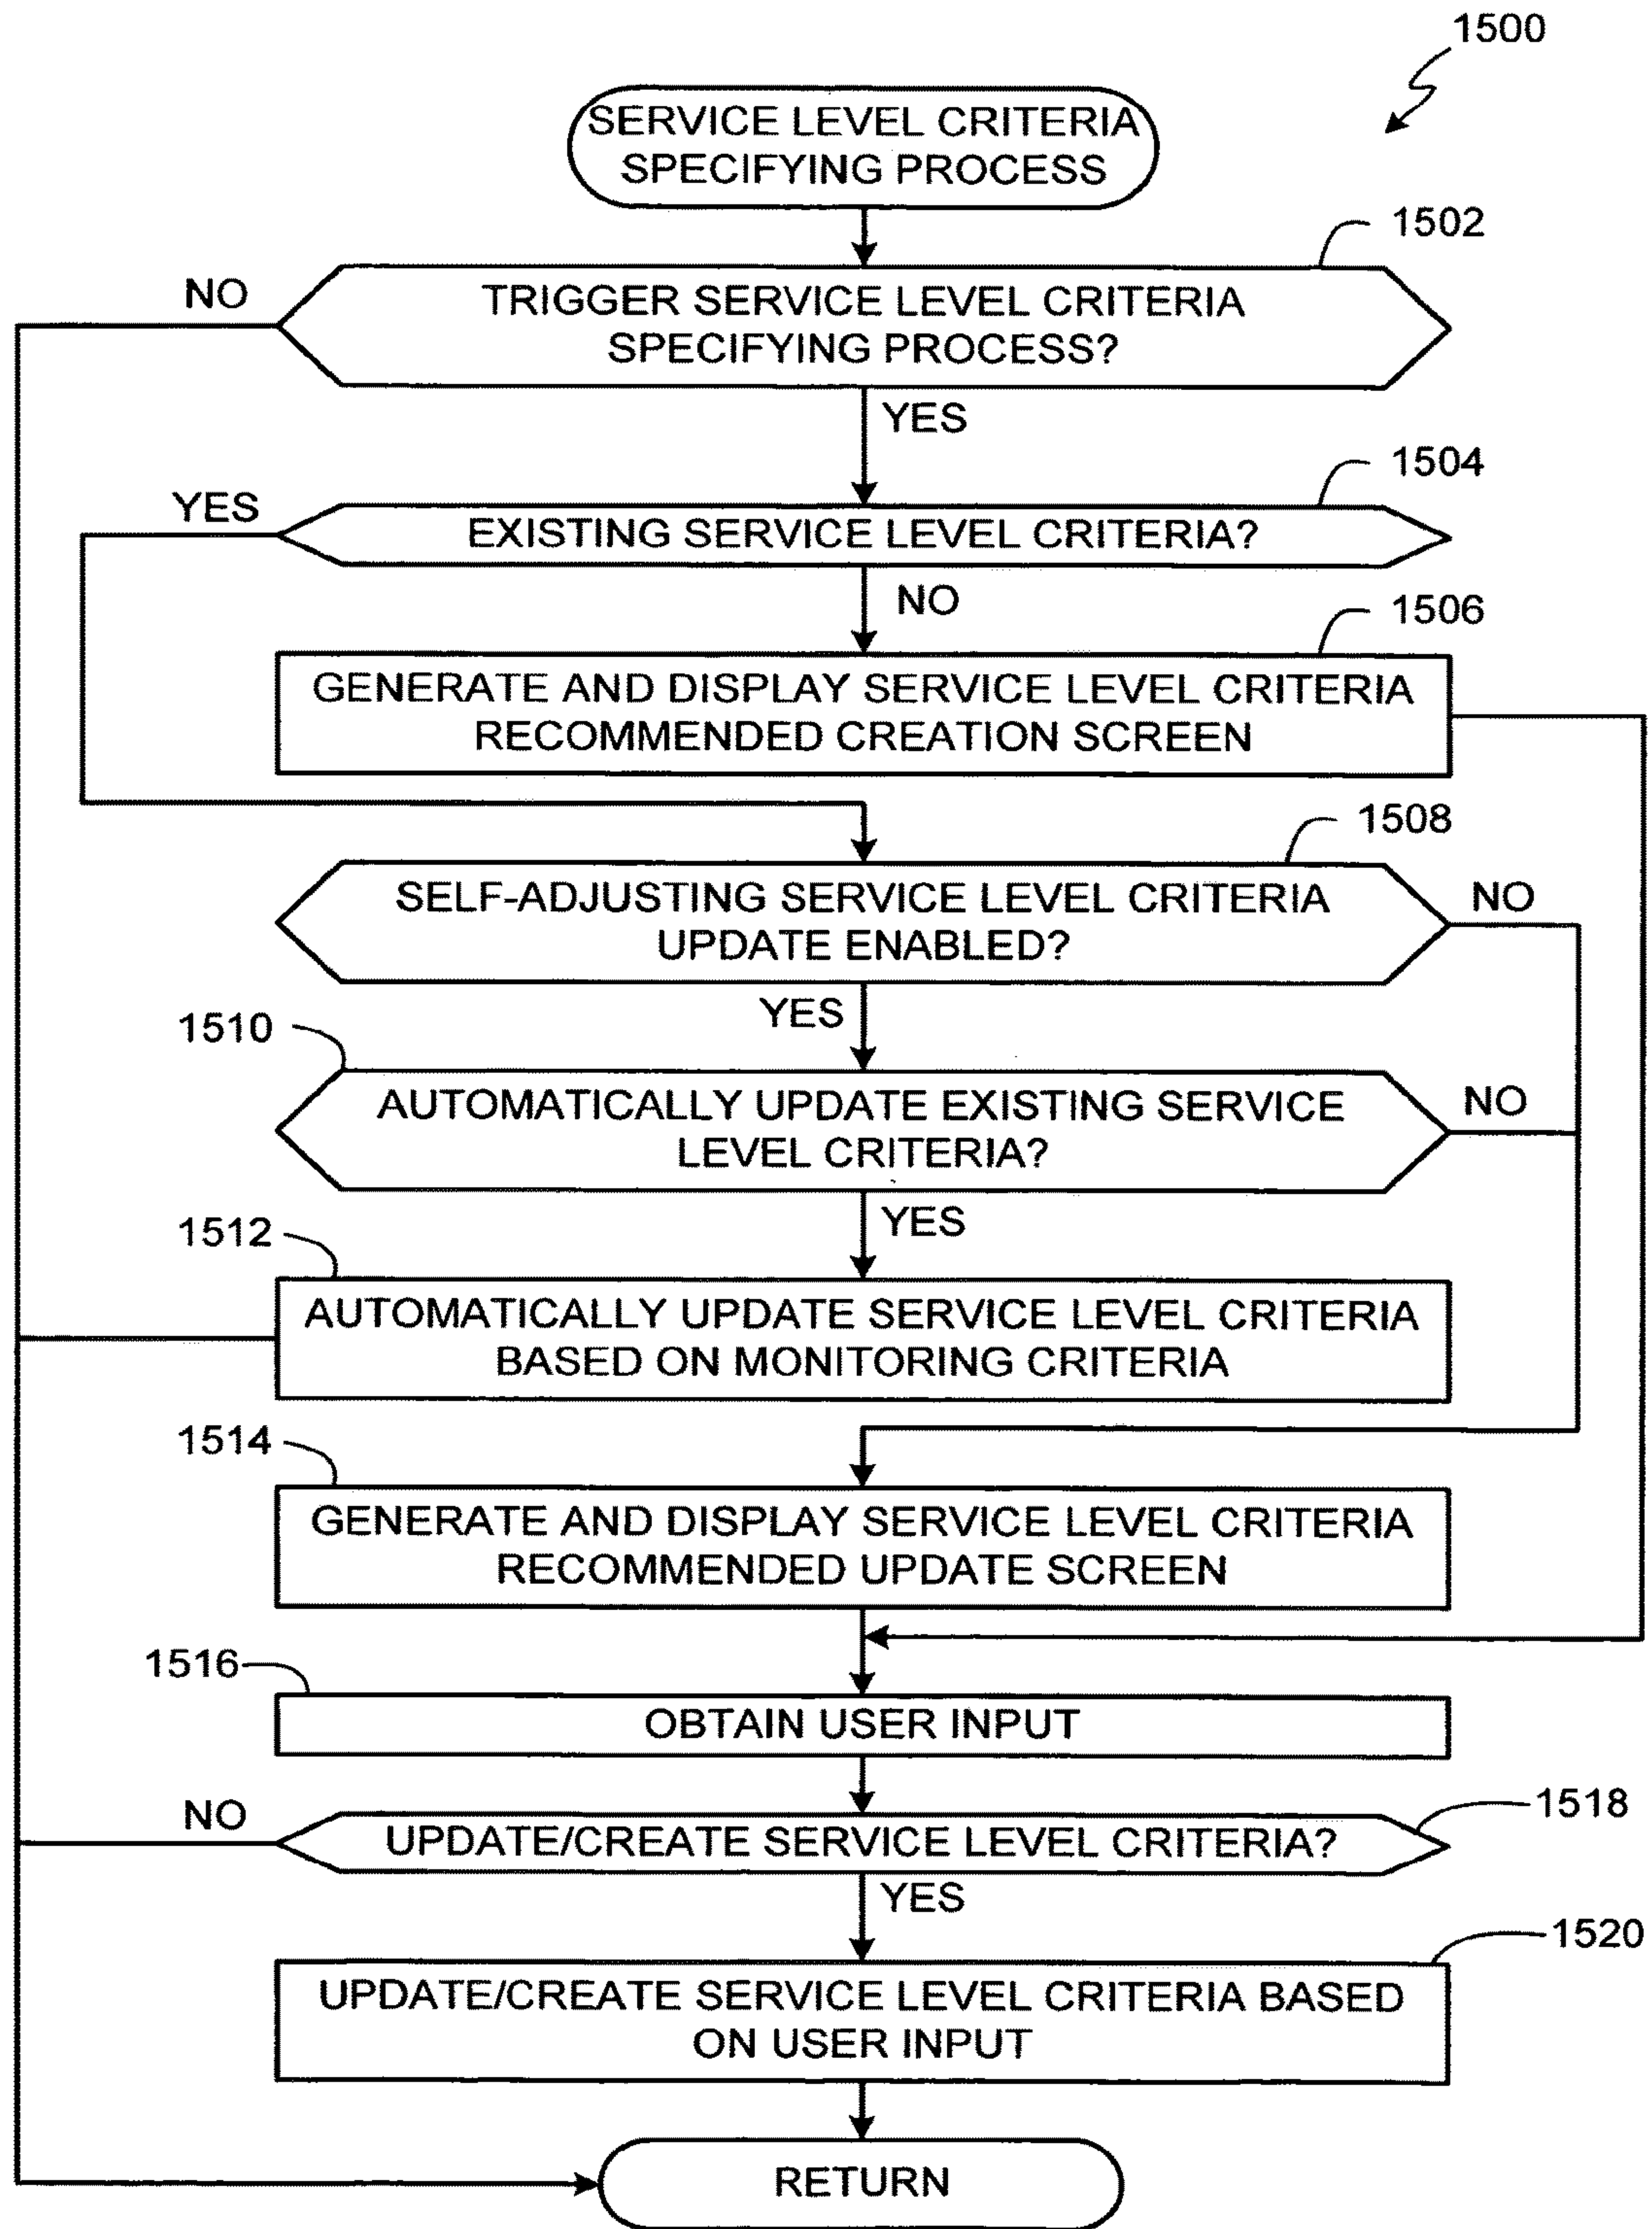 1500
SERVICE LEVEL CRITERIA
SPECIFYING PROCESS
1502
NO
TRIGGER SERVICE LEVEL CRITERIA
SPECIFYING PROCESS?
YES
1504
YES
EXISTING SERVICE LEVEL CRITERIA?
NO
1506
GENERATE AND DISPLAY SERVICE LEVEL CRITERIA
RECOMMENDED CREATION SCREEN
1508
SELF-ADJUSTING SERVICE LEVEL CRITERIA
UPDATE ENABLED?
NO
YES
1510
AUTOMATICALLY UPDATE EXISTING SERVICE
LEVEL CRITERIA?
NO
YES
1512
AUTOMATICALLY UPDATE SERVICE LEVEL CRITERIA
BASED ON MONITORING CRITERIA
1514
GENERATE AND DISPLAY SERVICE LEVEL CRITERIA
RECOMMENDED UPDATE SCREEN
1516
OBTAIN USER INPUT
1518
NO
UPDATE/CREATE SERVICE LEVEL CRITERIA?
YES
1520
UPDATE/CREATE SERVICE LEVEL CRITERIA BASED
ON USER INPUT
RETURN